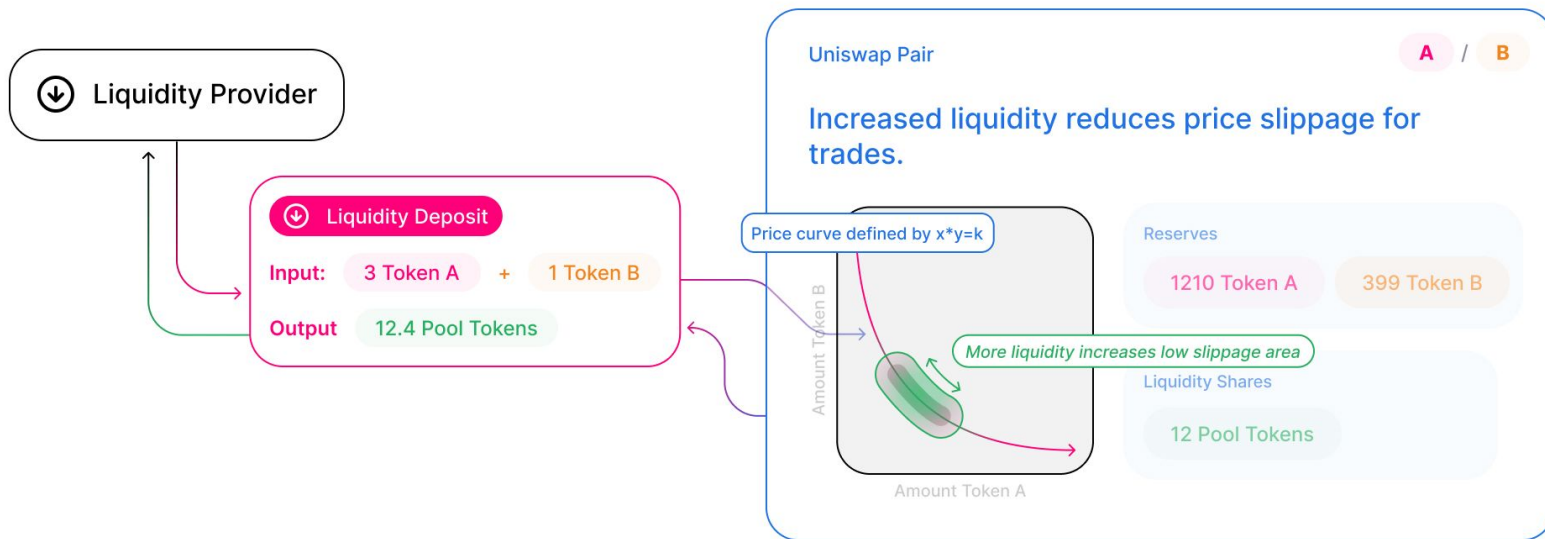 Liquidity Provider
Liquidity Deposit
Input: 3 Token A + 1 Token B
Output 12.4 Pool Tokens
Uniswap Pair
A / B
Increased liquidity reduces price slippage for
trades.
Price curve defined by x*y=k
Amount Token B
More liquidity increases low slippage area
Amount Token A
Reserves
1210 Token A 399 Token B
Liquidity Shares
12 Pool Tokens